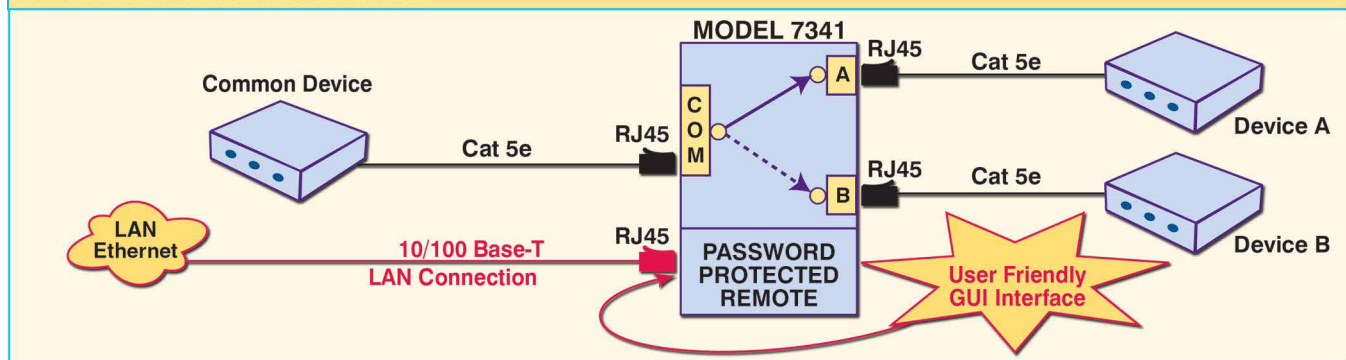 MODEL 7341
Common Device
Cat 5e
RJ45
COM
A
B
RJ45
Cat 5e
Device A
RJ45
Cat 5e
Device B
LAN
Ethernet
10/100 Base-T
LAN Connection
RJ45
PASSWORD
PROTECTED
REMOTE
User Friendly
GUI Interface